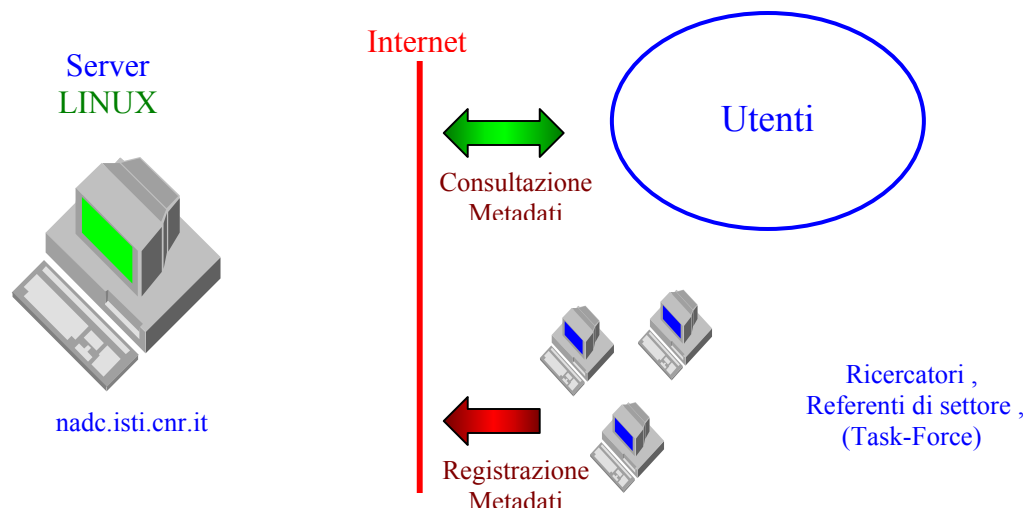 Internet
Server
LINUX
Utenti
Consultazione
Metadati
nadc.isti.cnr.it
Ricercatori ,
Referenti di settore ,
(Task-Force)
Registrazione
Metadati